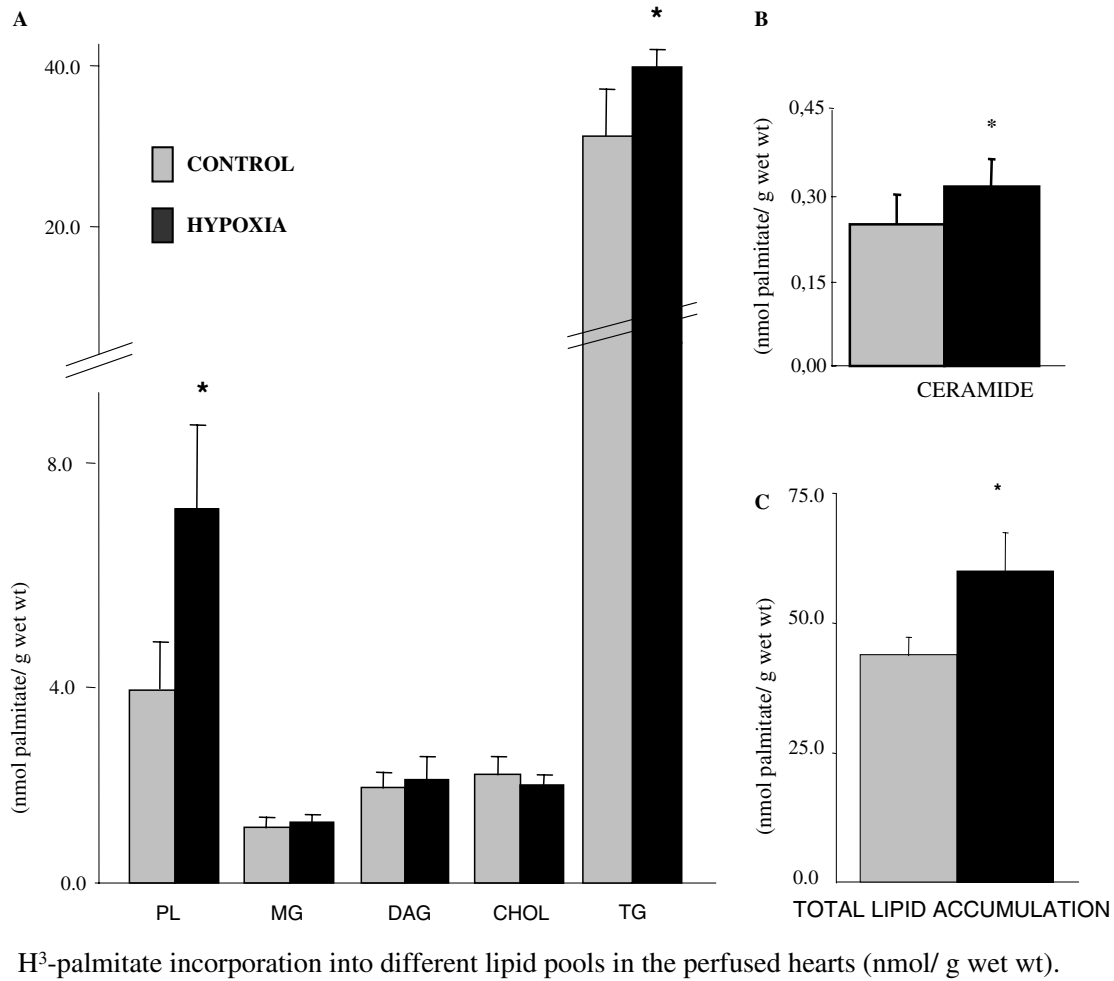 A
*
40.0
CONTROL
HYPOXIA
20.0
*
8.0
4.0
0.0
(nmol palmitate/ g wet wt)
PL MG DAG CHOL TG
B
0,45
*
0,30
0,15
0,00
(nmol palmitate/ g wet wt)
CERAMIDE
C
75.0
*
50.0
25.0
0.0
(nmol palmitate/ g wet wt)
TOTAL LIPID ACCUMULATION
H³-palmitate incorporation into different lipid pools in the perfused hearts (nmol/ g wet wt).